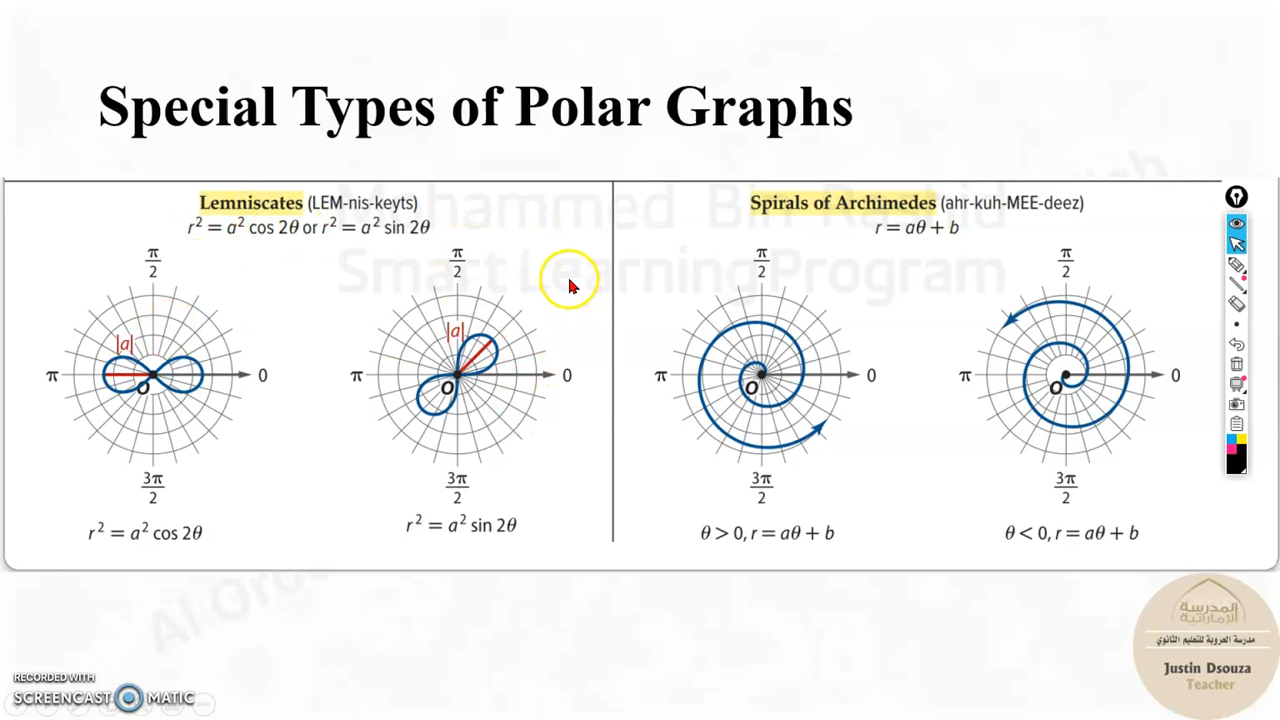 Special Types of Polar Graphs
Mohammed Bin Rashid
Smart Learning Program
Lemniscates (LEM-nis-keyts)
r² = a² cos 2θ or r² = a² sin 2θ
π/2
|a|
π
O
0
3π/2
r² = a² cos 2θ
π/2
|a|
π
O
0
3π/2
r² = a² sin 2θ
Spirals of Archimedes (ahr-kuh-MEE-deez)
r = aθ + b
π/2
π
O
0
3π/2
θ > 0, r = aθ + b
π/2
π
O
0
3π/2
θ < 0, r = aθ + b
المدرسة
الإماراتية
مدرسة العروبة للتعليم الثانوي
Justin Dsouza
Teacher
RECORDED WITH
SCREENCAST MATIC